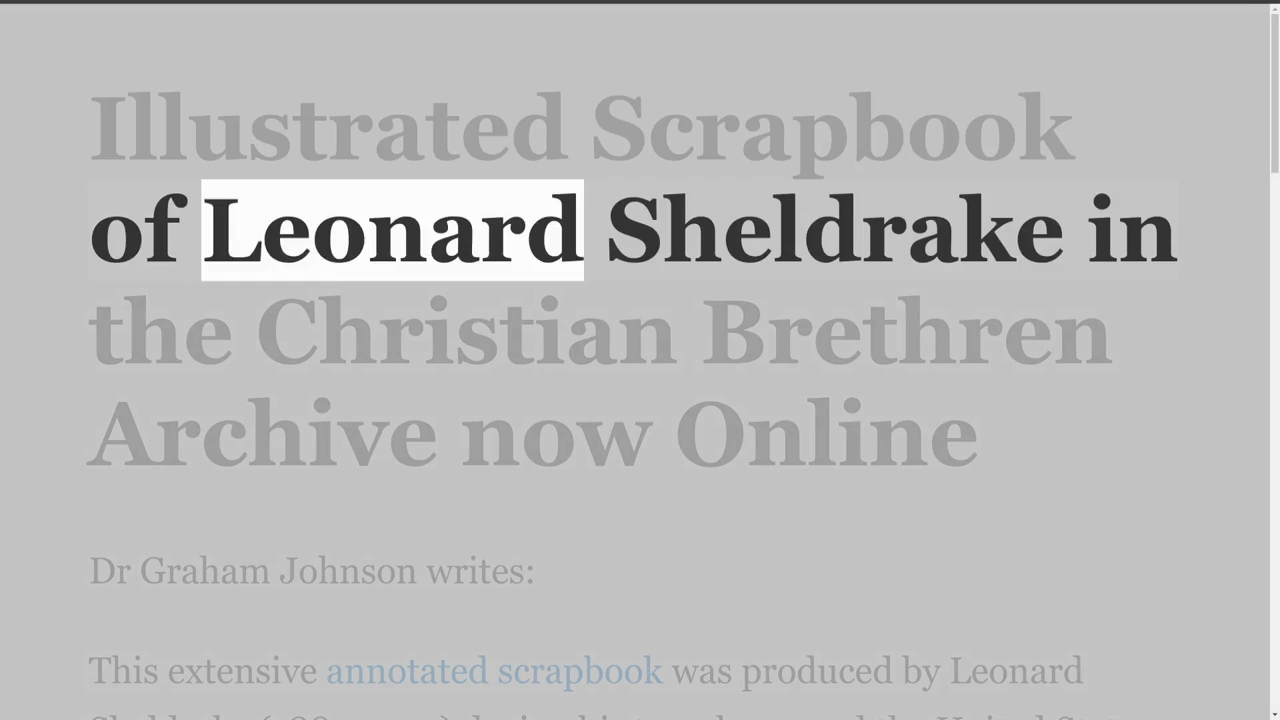 Illustrated Scrapbook
of Leonard Sheldrake in
the Christian Brethren
Archive now Online
Dr Graham Johnson writes:
This extensive annotated scrapbook was produced by Leonard